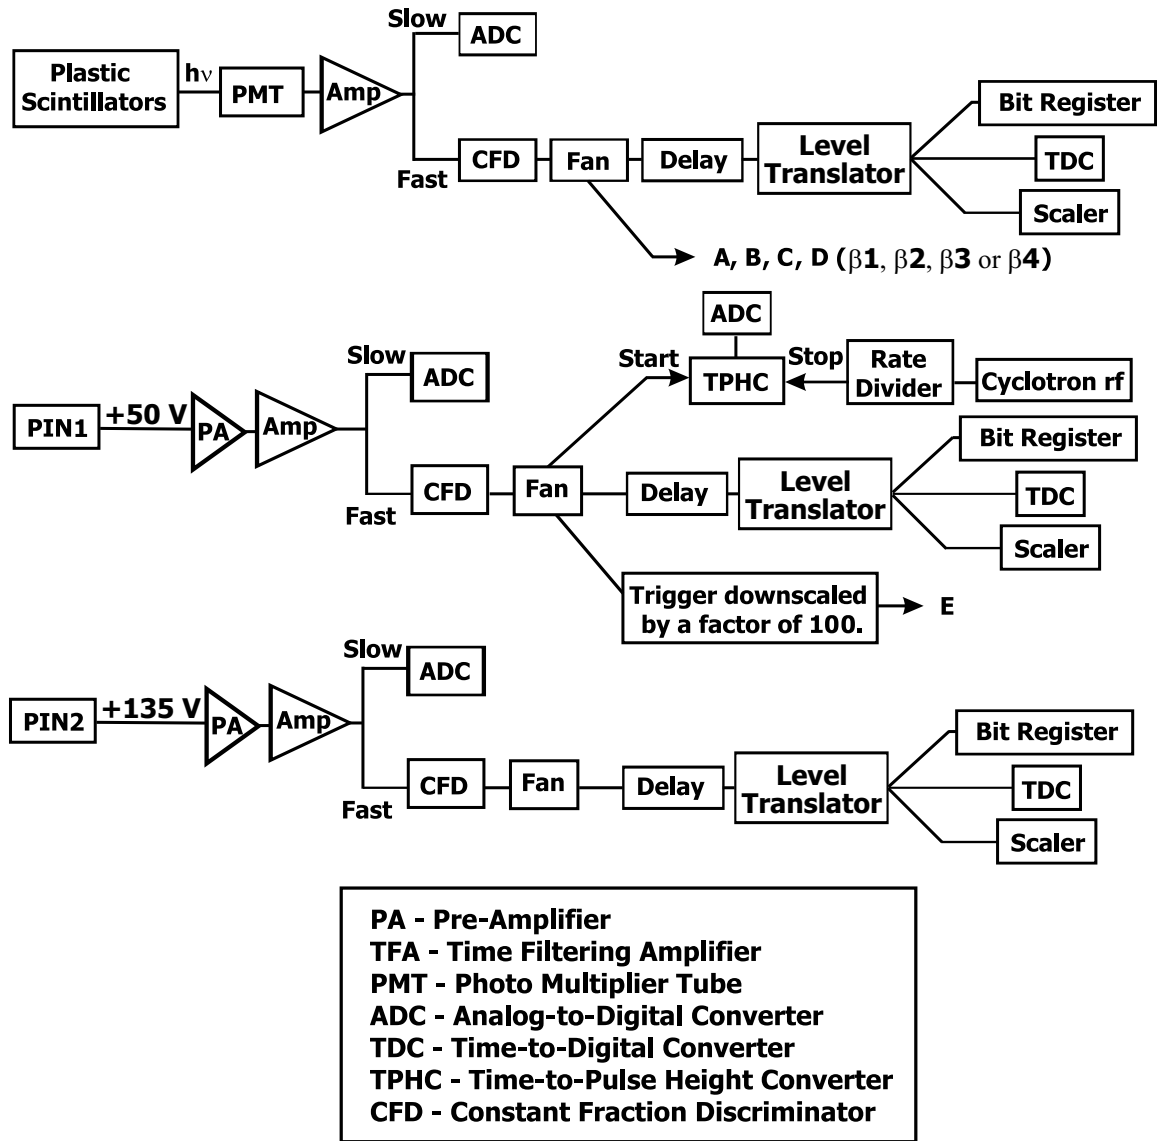 Slow
ADC
Plastic
Scintillators
hν
PMT
Amp
Fast
CFD
Fan
Delay
Level
Translator
Bit Register
TDC
Scaler
A, B, C, D (β1, β2, β3 or β4)
ADC
Start
TPHC
Stop
Rate
Divider
Cyclotron rf
Slow
ADC
PIN1
+50 V
PA
Amp
Fast
CFD
Fan
Delay
Level
Translator
Bit Register
TDC
Scaler
Trigger downscaled
by a factor of 100.
E
Slow
ADC
PIN2
+135 V
PA
Amp
Fast
CFD
Fan
Delay
Level
Translator
Bit Register
TDC
Scaler
PA - Pre-Amplifier
TFA - Time Filtering Amplifier
PMT - Photo Multiplier Tube
ADC - Analog-to-Digital Converter
TDC - Time-to-Digital Converter
TPHC - Time-to-Pulse Height Converter
CFD - Constant Fraction Discriminator